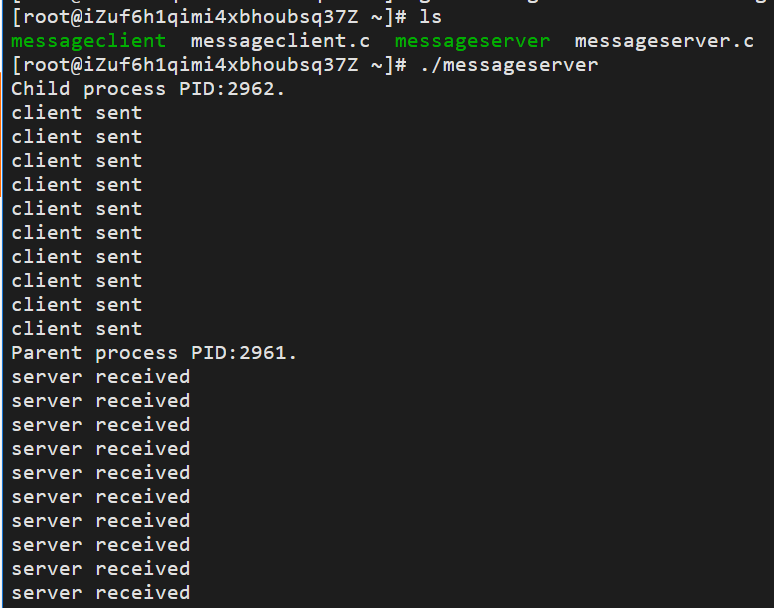 [root@iZuf6h1qimi4xbhoubsq37Z ~]# ls
messageclient messageclient.c messageserver messageserver.c
[root@iZuf6h1qimi4xbhoubsq37Z ~]# ./messageserver
Child process PID:2962.
client sent
client sent
client sent
client sent
client sent
client sent
client sent
client sent
client sent
client sent
Parent process PID:2961.
server received
server received
server received
server received
server received
server received
server received
server received
server received
server received